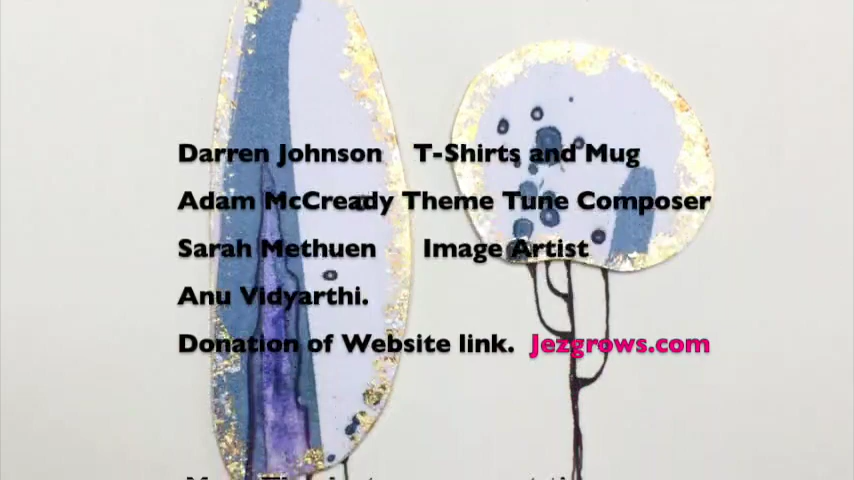 Darren Johnson T-Shirts and Mug
Adam McCready Theme Tune Composer
Sarah Methuen Image Artist
Anu Vidyarthi.
Donation of Website link. Jezgrows.com